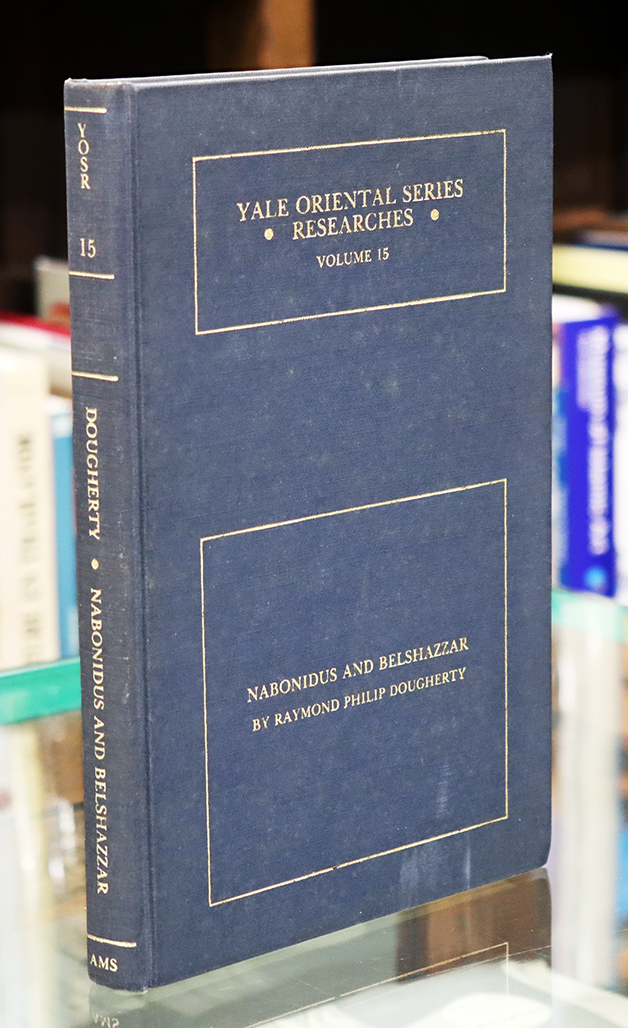 YOSR
15
DOUGHERTY • NABONIDUS AND BELSHAZZAR
AMS
YALE ORIENTAL SERIES
• RESEARCHES •
VOLUME 15
NABONIDUS AND BELSHAZZAR
BY RAYMOND PHILIP DOUGHERTY